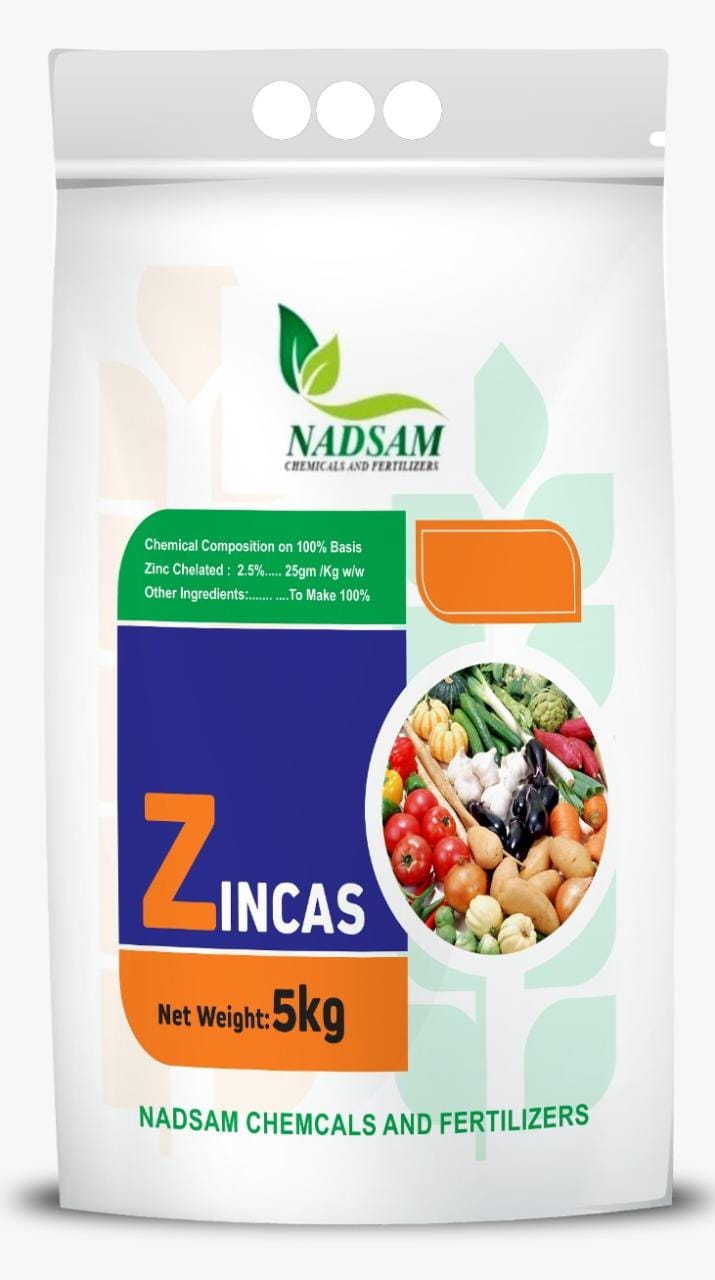 NADSAM
CHEMICALS AND FERTILIZERS
Chemical Composition on 100% Basis
Zinc Chelated : 2.5%..... 25gm /Kg w/w
Other Ingredients:....... ....To Make 100%
ZINCAS
Net Weight:5kg
NADSAM CHEMCALS AND FERTILIZERS